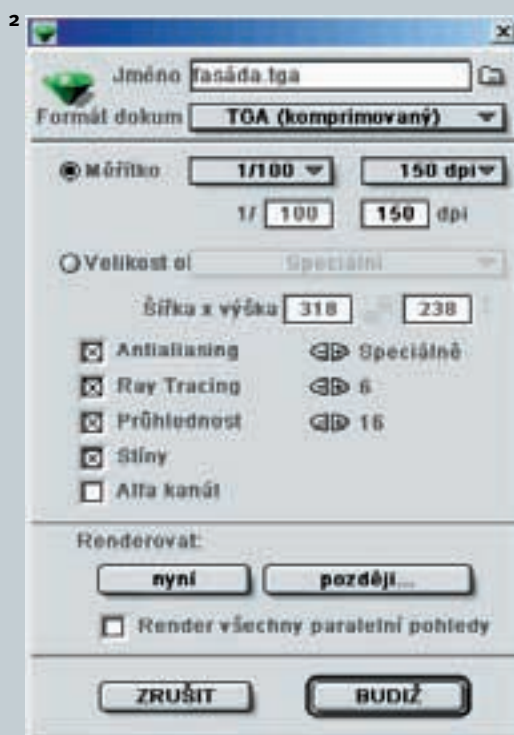 2
Jméno fasáda.tga
Formát dokum TGA (komprimovaný)
Měřítko 1/100 150 dpi
1/ 100 150 dpi
Velikost ol Speciální
Šířka x výška 318 238
Antialiasing Speciálně
Ray Tracing 6
Průhlednost 16
Stíny
Alfa kanál
Renderovat:
nyní později...
Render všechny paralelní pohledy
ZRUŠIT BUDIŽ